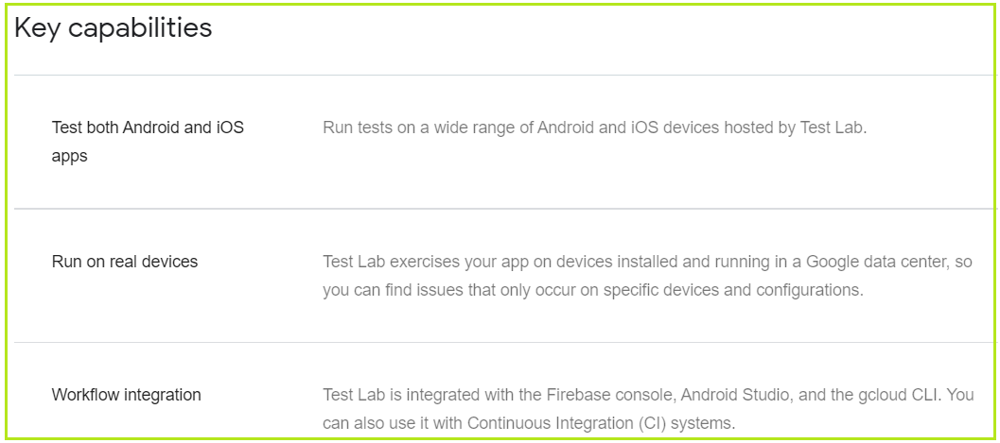 Key capabilities
Test both Android and iOS
apps
Run tests on a wide range of Android and iOS devices hosted by Test Lab.
Run on real devices
Test Lab exercises your app on devices installed and running in a Google data center, so
you can find issues that only occur on specific devices and configurations.
Workflow integration
Test Lab is integrated with the Firebase console, Android Studio, and the gcloud CLI. You
can also use it with Continuous Integration (CI) systems.